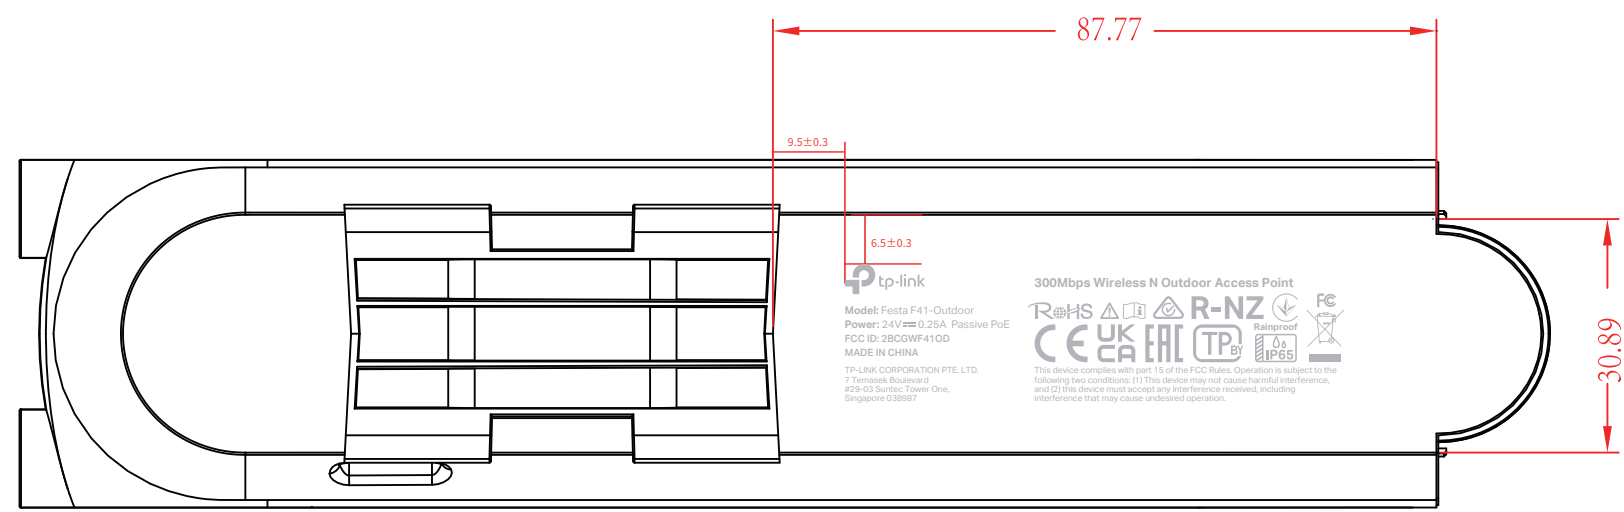 87.77
9.5±0.3
6.5±0.3
30.89
tp-link
Model: Festa F41-Outdoor
Power: 24V⎓0.25A Passive PoE
FCC ID: 2BCGWF41OD
MADE IN CHINA
TP-LINK CORPORATION PTE. LTD.
7 Temasek Boulevard
#29-03 Suntec Tower One,
Singapore 038987
300Mbps Wireless N Outdoor Access Point
RoHS R-NZ FC
CE UK CA EAC TP BY
Rainproof
IP65
This device complies with part 15 of the FCC Rules. Operation is subject to the
following two conditions: (1) This device may not cause harmful interference,
and (2) this device must accept any interference received, including
interference that may cause undesired operation.